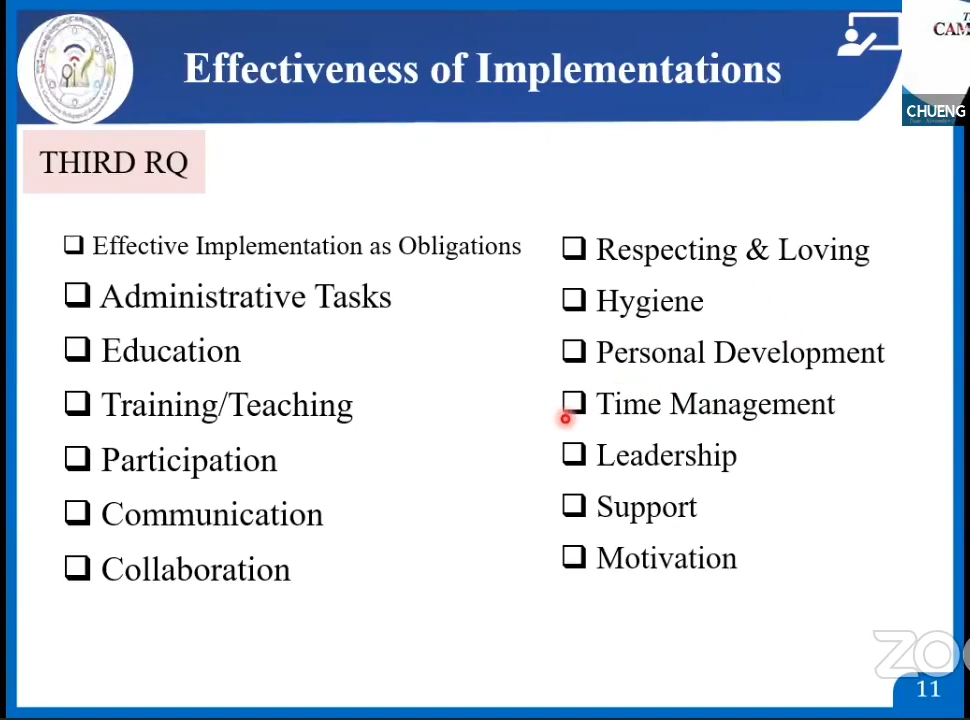 Effectiveness of Implementations
CHUENG
THIRD RQ
Effective Implementation as Obligations
Administrative Tasks
Education
Training/Teaching
Participation
Communication
Collaboration
Respecting & Loving
Hygiene
Personal Development
Time Management
Leadership
Support
Motivation
11